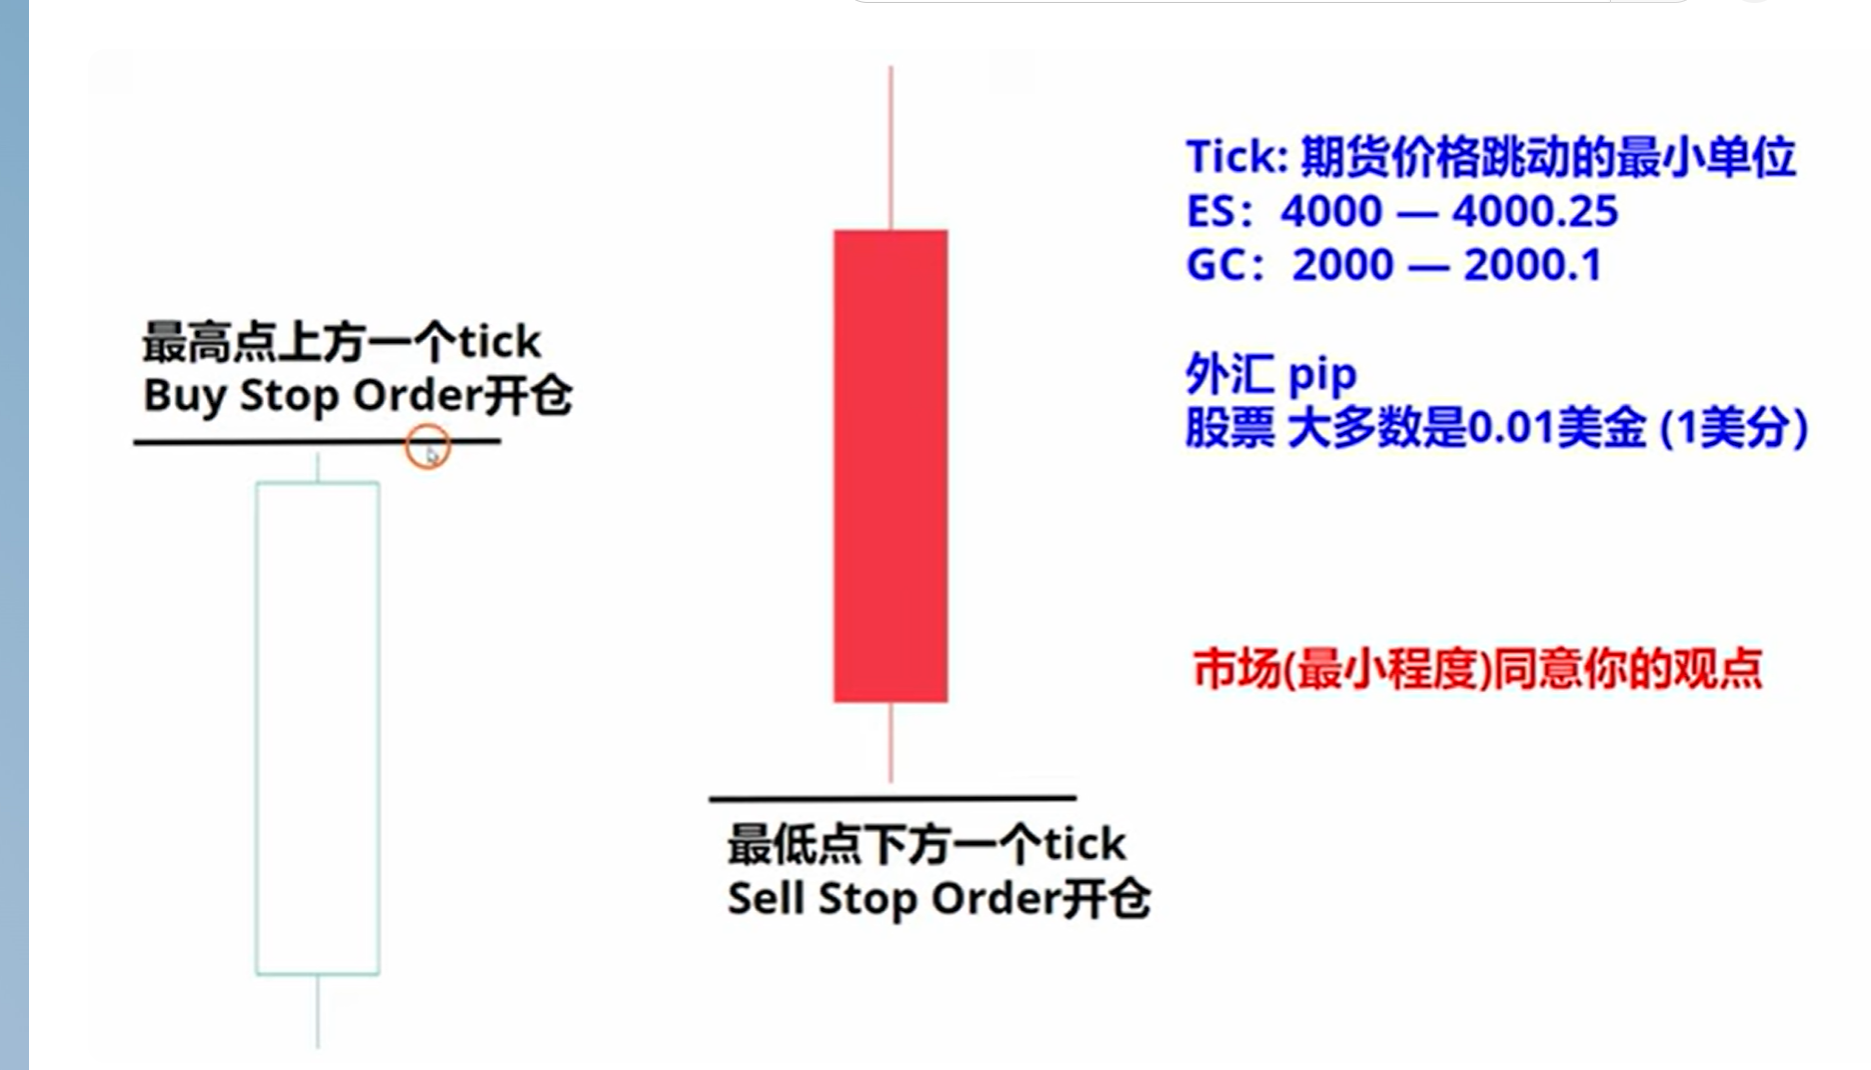 最高点上方一个tick
Buy Stop Order开仓
最低点下方一个tick
Sell Stop Order开仓
Tick: 期货价格跳动的最小单位
ES：4000 — 4000.25
GC：2000 — 2000.1
外汇 pip
股票 大多数是0.01美金 (1美分）
市场(最小程度)同意你的观点